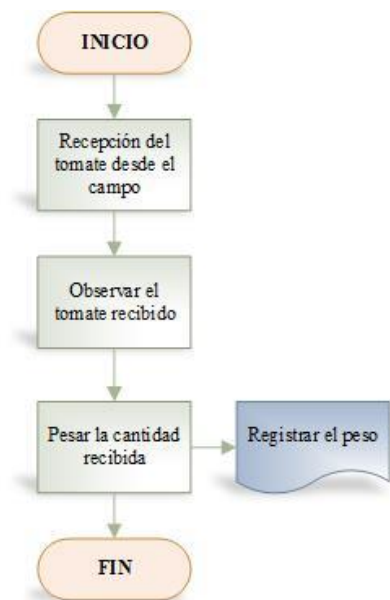 INICIO
Recepción del
tomate desde el
campo
Observar el
tomate recibido
Pesar la cantidad
recibida
Registrar el peso
FIN